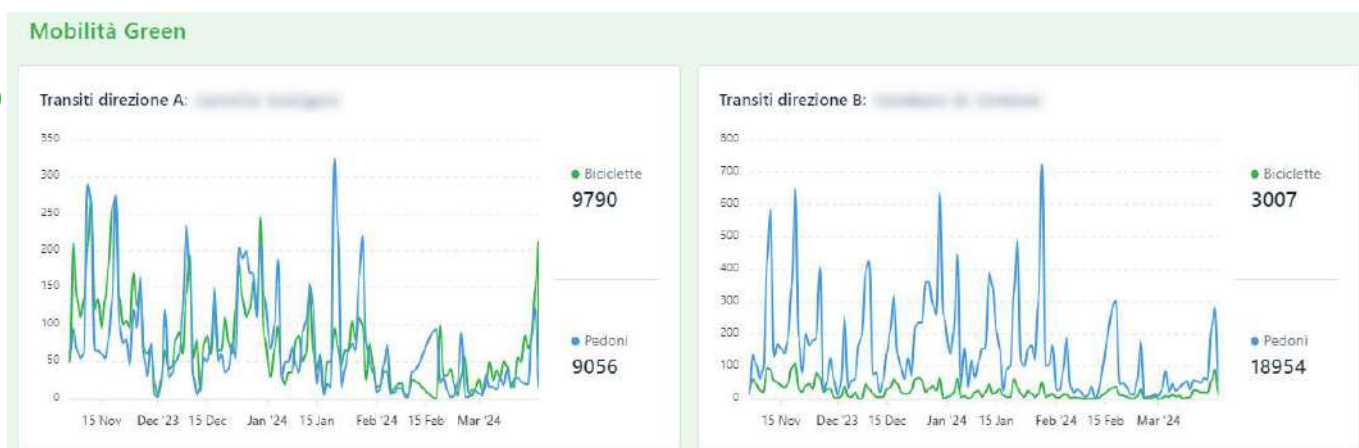 Mobilità Green
Transiti direzione A:
350
300
250
200
150
100
50
0
15 Nov Dec '23 15 Dec Jan '24 15 Jan Feb '24 15 Feb Mar '24
Biciclette
9790
Pedoni
9056
Transiti direzione B:
800
700
600
500
400
300
200
100
0
15 Nov Dec '23 15 Dec Jan '24 15 Jan Feb '24 15 Feb Mar '24
Biciclette
3007
Pedoni
18954